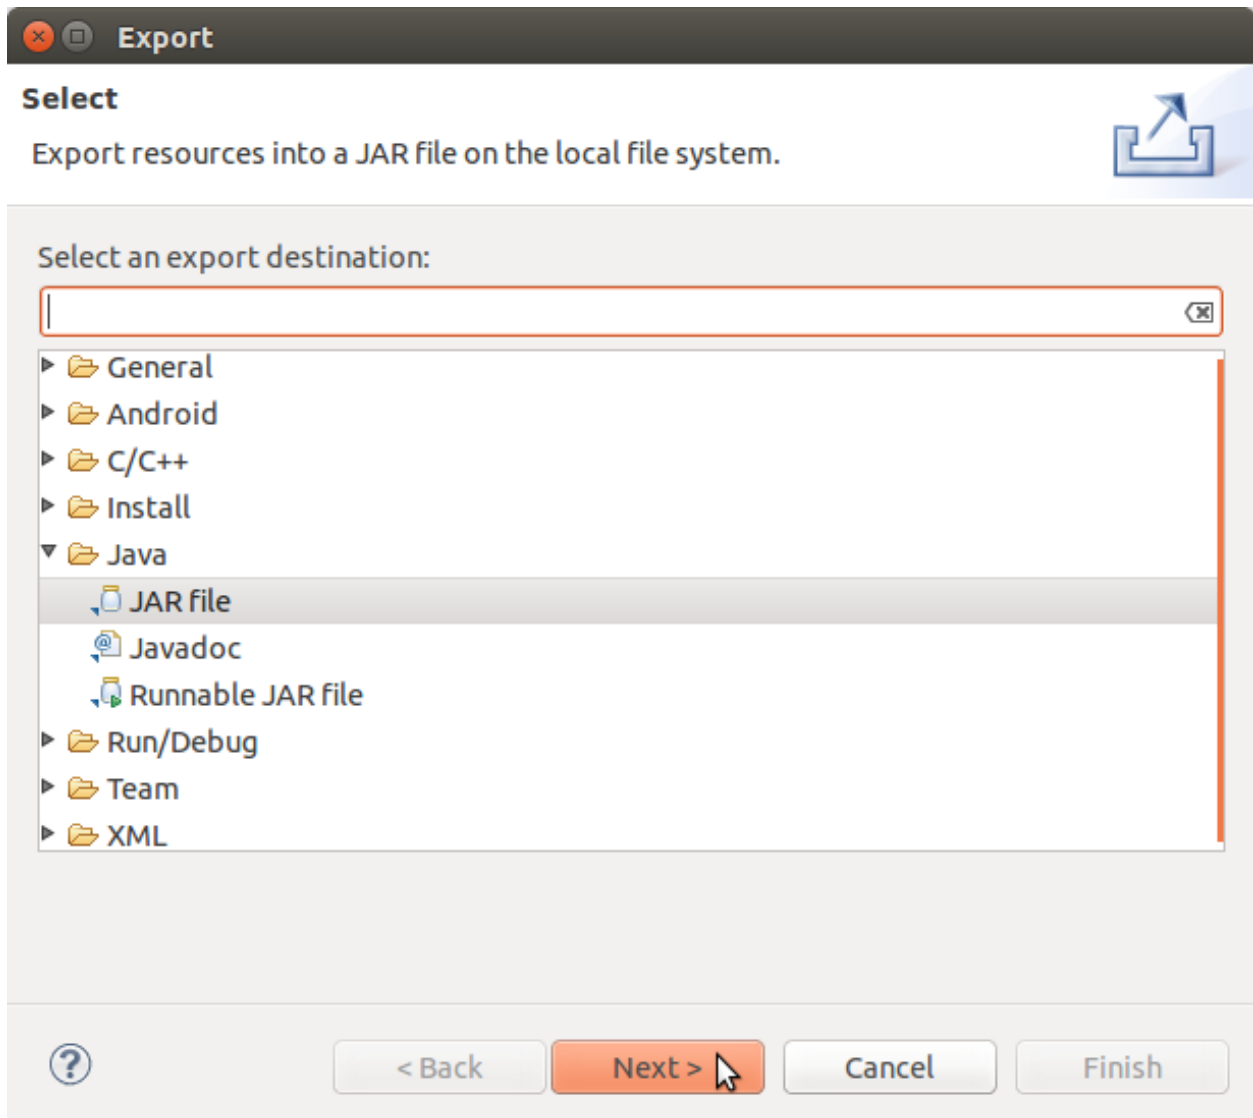 Export
Select
Export resources into a JAR file on the local file system.
Select an export destination:
General
Android
C/C++
Install
Java
JAR file
Javadoc
Runnable JAR file
Run/Debug
Team
XML
? < Back Next > Cancel Finish